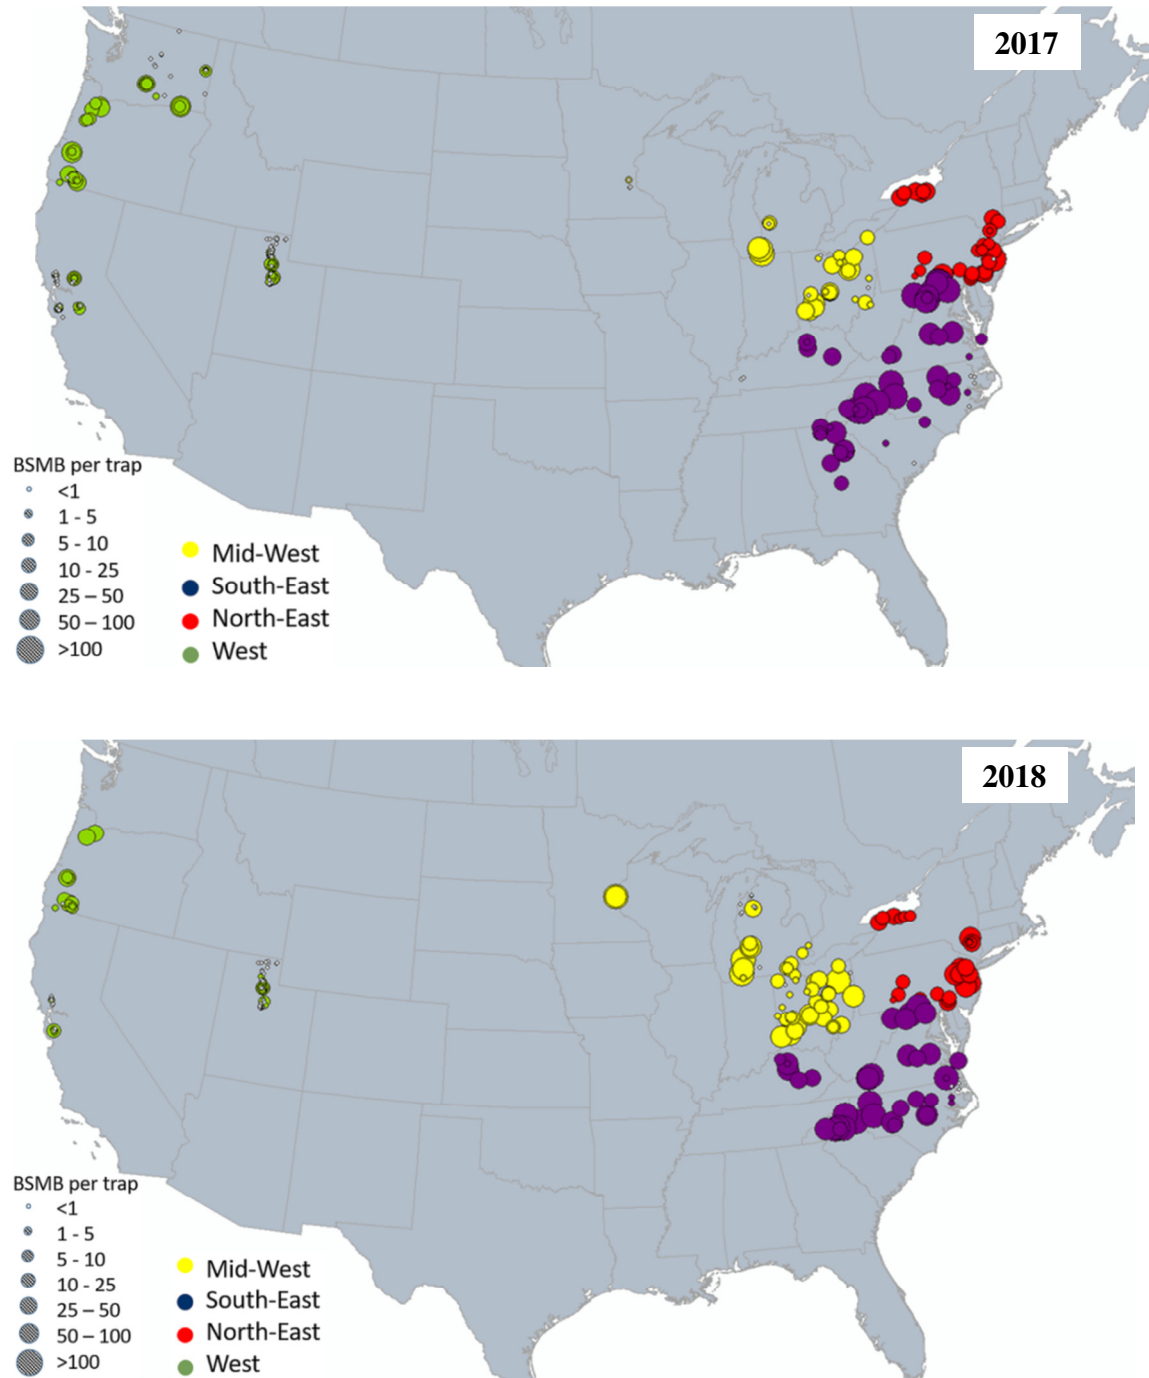 2017
BSMB per trap
<1
1 - 5
5 - 10
10 - 25
25 – 50
50 – 100
>100
Mid-West
South-East
North-East
West
2018
BSMB per trap
<1
1 - 5
5 - 10
10 - 25
25 – 50
50 – 100
>100
Mid-West
South-East
North-East
West